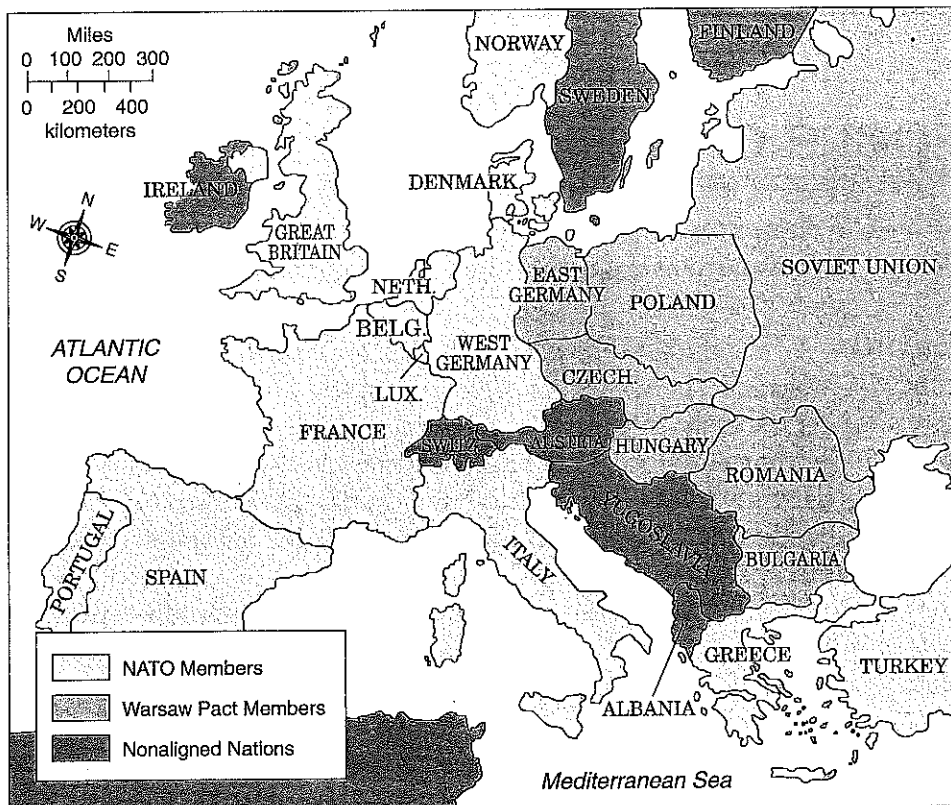 Miles
0 100 200 300
0 200 400
kilometers
N
W
E
S
NORWAY
FINLAND
SWEDEN
IRELAND
DENMARK
GREAT
BRITAIN
NETH.
EAST
GERMANY
POLAND
SOVIET UNION
BELG.
WEST
GERMANY
ATLANTIC
OCEAN
LUX.
CZECH.
FRANCE
SWITZ.
AUSTRIA
HUNGARY
ROMANIA
YUGOSLAVIA
PORTUGAL
SPAIN
ITALY
BULGARIA
GREECE
TURKEY
ALBANIA
NATO Members
Warsaw Pact Members
Nonaligned Nations
Mediterranean Sea